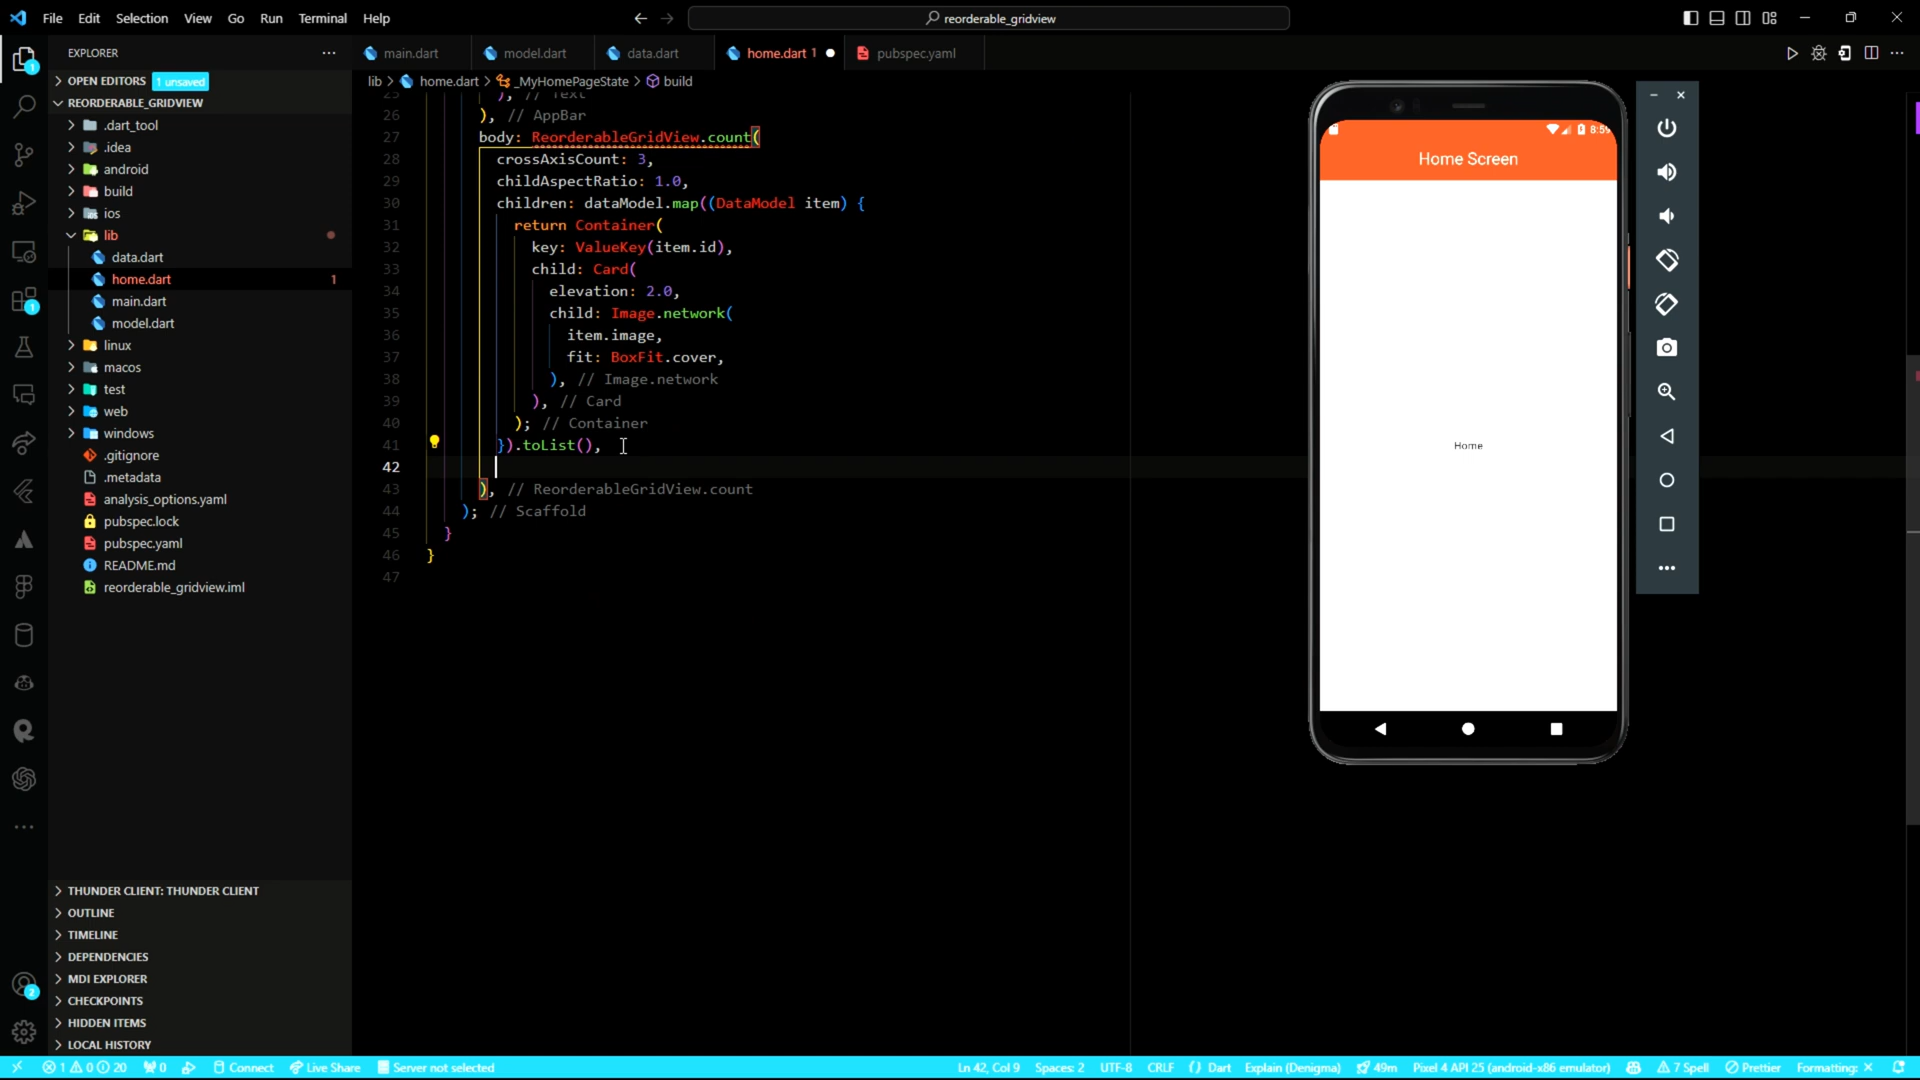 File Edit Selection View Go Run Terminal Help
reorderable_gridview
EXPLORER
main.dart
model.dart
data.dart
home.dart 1
pubspec.yaml
OPEN EDITORS 1 unsaved
lib > home.dart > _MyHomePageState > build
REORDERABLE_GRIDVIEW
.dart_tool
.idea
android
build
ios
lib
data.dart
home.dart 1
main.dart
model.dart
linux
macos
test
web
windows
.gitignore
.metadata
analysis_options.yaml
pubspec.lock
pubspec.yaml
README.md
reorderable_gridview.iml
THUNDER CLIENT: THUNDER CLIENT
OUTLINE
TIMELINE
DEPENDENCIES
MDI EXPLORER
CHECKPOINTS
HIDDEN ITEMS
LOCAL HISTORY
25 ), // Text
26 ), // AppBar
27 body: ReorderableGridView.count(
28 crossAxisCount: 3,
29 childAspectRatio: 1.0,
30 children: dataModel.map((DataModel item) {
31 return Container(
32 key: ValueKey(item.id),
33 child: Card(
34 elevation: 2.0,
35 child: Image.network(
36 item.image,
37 fit: BoxFit.cover,
38 ), // Image.network
39 ), // Card
40 ); // Container
41 }).toList(),
42
43 ), // ReorderableGridView.count
44 ); // Scaffold
45 }
46 }
47
8:59
Home Screen
Home
1 0 20 0 Connect Live Share Server not selected Ln 42, Col 9 Spaces: 2 UTF-8 CRLF Dart Explain (Denigma) 49m Pixel 4 API 25 (android-x86 emulator) 7 Spell Prettier Formatting: ×
1
1
2